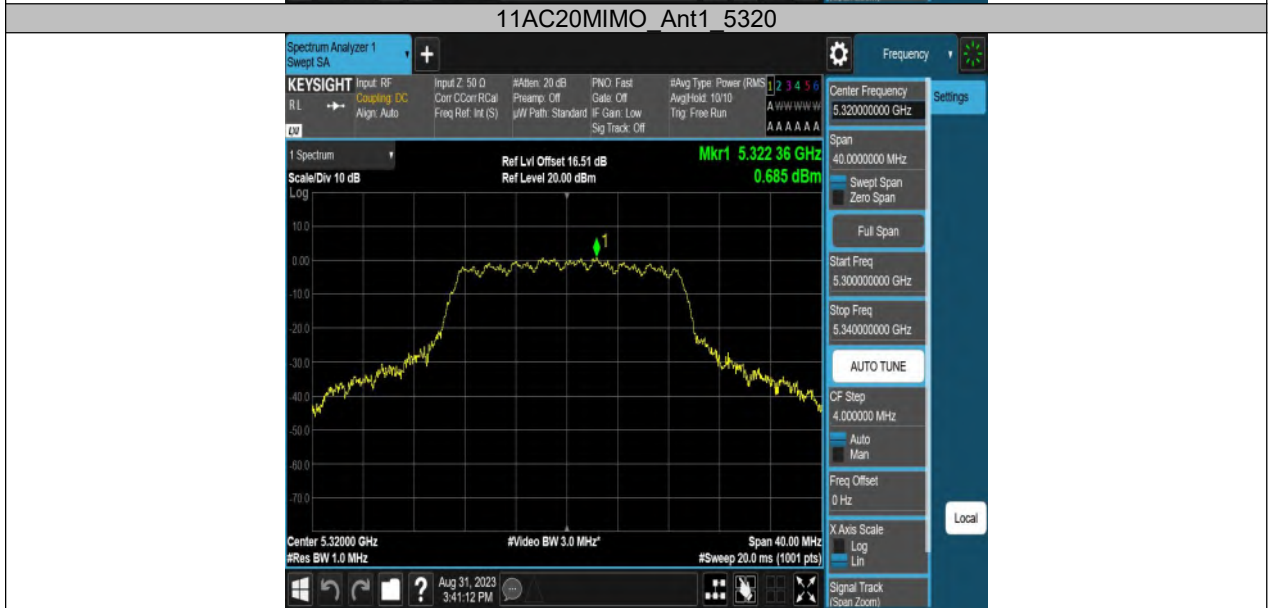 11AC20MIMO_Ant1_5320
Spectrum Analyzer 1
Swept SA
+
Frequency
KEYSIGHT
RL
LXI
Input: RF
Coupling: DC
Align: Auto
Input Z: 50 Ω
Corr CCorr RCal
Freq Ref: Int (S)
#Atten: 20 dB
Preamp: Off
µW Path: Standard
PNO: Fast
Gate: Off
IF Gain: Low
Sig Track: Off
#Avg Type: Power (RMS
Avg|Hold: 10/10
Trig: Free Run
1 2 3 4 5 6
A W W W W W
A A A A A A
Center Frequency
5.320000000 GHz
Settings
Span
40.0000000 MHz
Swept Span
Zero Span
Full Span
Start Freq
5.300000000 GHz
Stop Freq
5.340000000 GHz
AUTO TUNE
CF Step
4.000000 MHz
Auto
Man
Freq Offset
0 Hz
X Axis Scale
Log
Lin
Local
Signal Track
(Span Zoom)
1 Spectrum
Scale/Div 10 dB
Log
Ref Lvl Offset 16.51 dB
Ref Level 20.00 dBm
Mkr1 5.322 36 GHz
0.685 dBm
1
10.0
0.00
-10.0
-20.0
-30.0
-40.0
-50.0
-60.0
-70.0
Center 5.32000 GHz
#Video BW 3.0 MHz*
Span 40.00 MHz
#Res BW 1.0 MHz
#Sweep 20.0 ms (1001 pts)
?
Aug 31, 2023
3:41:12 PM